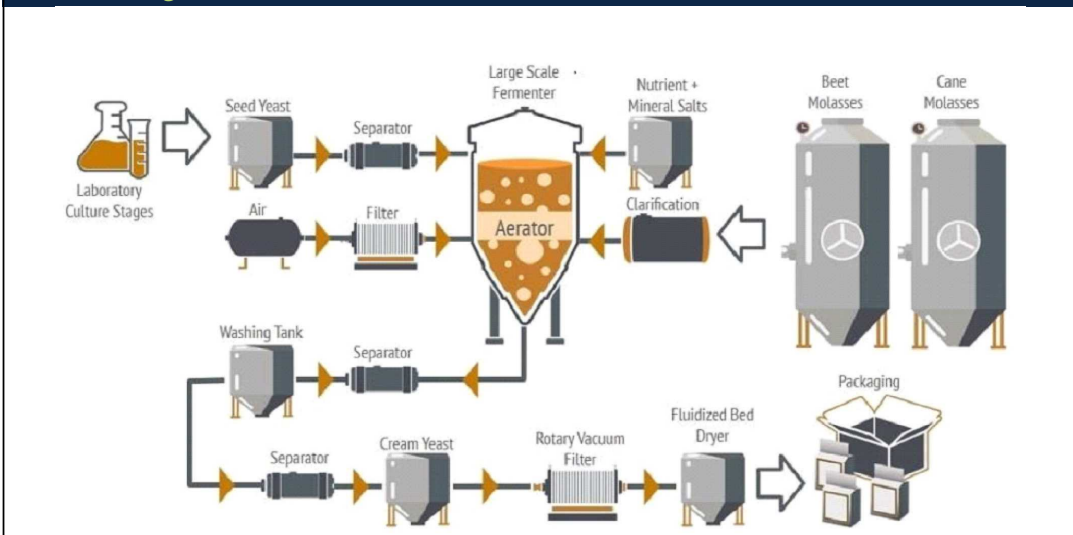 Large Scale
Fermenter
Nutrient +
Mineral Salts
Beet
Molasses
Cane
Molasses
Seed Yeast
Separator
Laboratory
Culture Stages
Air
Filter
Aerator
Clarification
Washing Tank
Separator
Packaging
Separator
Cream Yeast
Rotary Vacuum
Filter
Fluidized Bed
Dryer